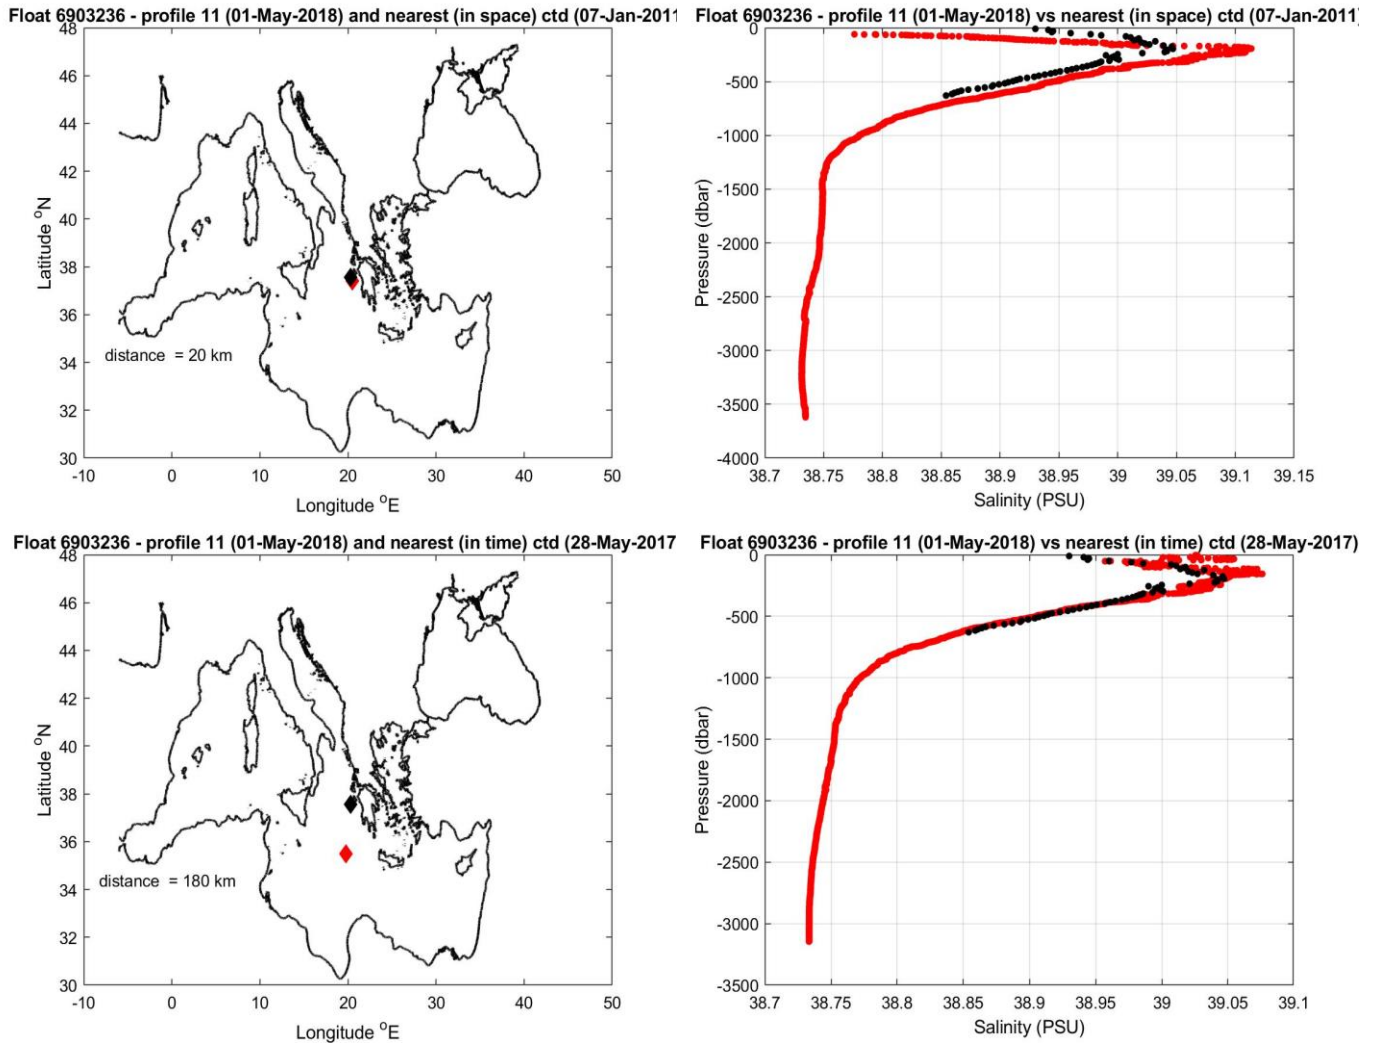 Float 6903236 - profile 11 (01-May-2018) and nearest (in space) ctd (07-Jan-2011
48
46
44
42
40
38
36
34
32
30
Latitude °N
distance = 20 km
-10 0 10 20 30 40 50
Longitude °E
Float 6903236 - profile 11 (01-May-2018) vs nearest (in space) ctd (07-Jan-2011)
0
-500
-1000
-1500
-2000
-2500
-3000
-3500
-4000
Pressure (dbar)
38.7 38.75 38.8 38.85 38.9 38.95 39 39.05 39.1 39.15
Salinity (PSU)
Float 6903236 - profile 11 (01-May-2018) and nearest (in time) ctd (28-May-2017
48
46
44
42
40
38
36
34
32
30
Latitude °N
distance = 180 km
-10 0 10 20 30 40 50
Longitude °E
Float 6903236 - profile 11 (01-May-2018) vs nearest (in time) ctd (28-May-2017)
0
-500
-1000
-1500
-2000
-2500
-3000
-3500
Pressure (dbar)
38.7 38.75 38.8 38.85 38.9 38.95 39 39.05 39.1
Salinity (PSU)